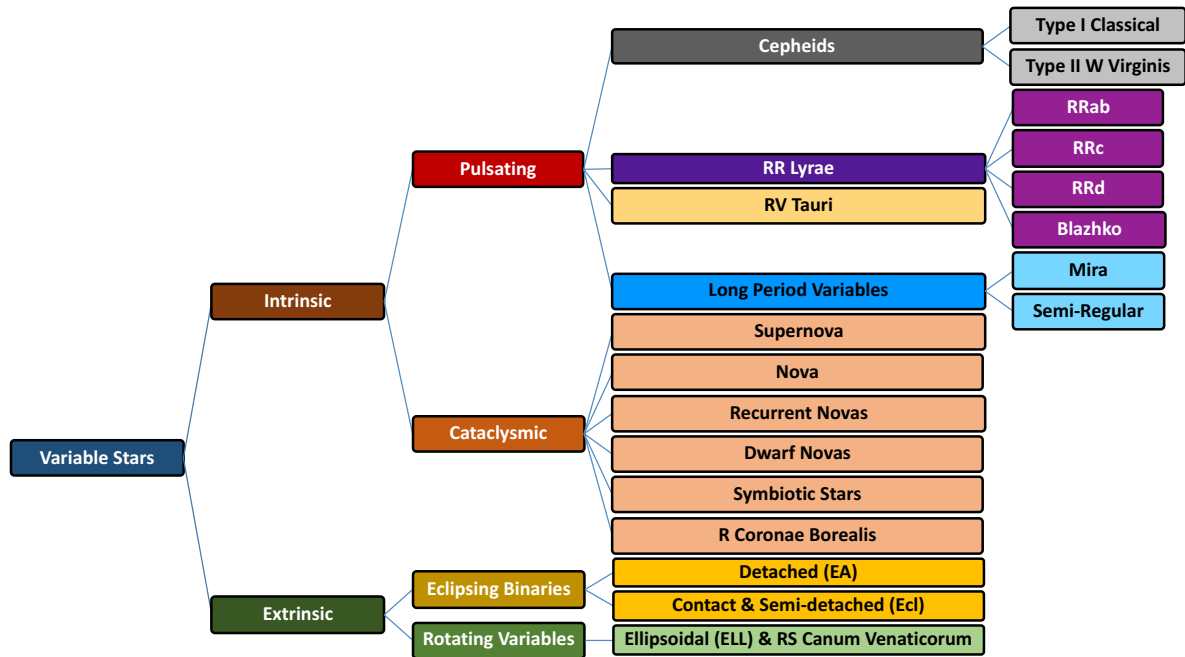 Variable Stars
Intrinsic
Extrinsic
Pulsating
Cataclysmic
Eclipsing Binaries
Rotating Variables
Cepheids
RR Lyrae
RV Tauri
Long Period Variables
Supernova
Nova
Recurrent Novas
Dwarf Novas
Symbiotic Stars
R Coronae Borealis
Detached (EA)
Contact & Semi-detached (Ecl)
Ellipsoidal (ELL) & RS Canum Venaticorum
Type I Classical
Type II W Virginis
RRab
RRc
RRd
Blazhko
Mira
Semi-Regular